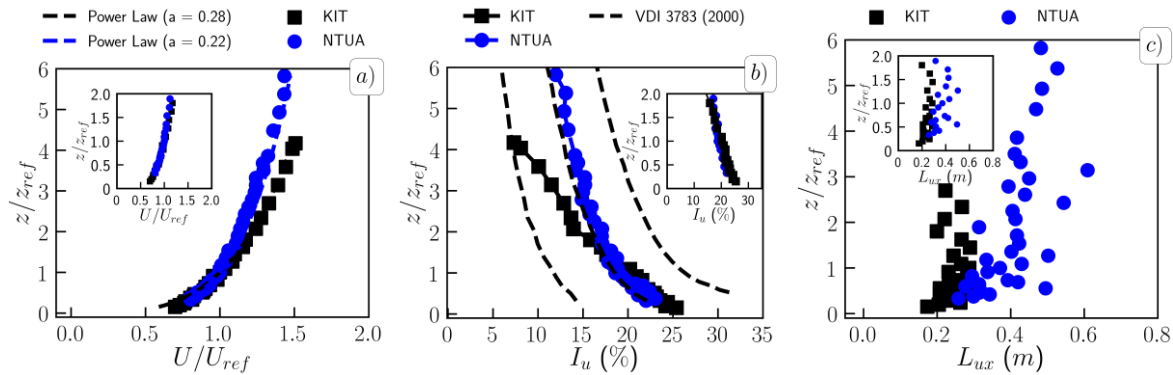 Power Law (a = 0.28)
KIT
Power Law (a = 0.22)
NTUA
KIT
VDI 3783 (2000)
NTUA
KIT
NTUA
a)
b)
c)
6
5
4
3
2
1
0
z/z_ref
0.0
0.5
1.0
1.5
2.0
U/U_ref
2.0
1.5
1.0
0.5
0.0
z/z_ref
0.0
0.5
1.0
1.5
2.0
U/U_ref
6
5
4
3
2
1
0
z/z_ref
0
5
10
15
20
25
30
35
I_u (%)
2.0
1.5
1.0
0.5
0.0
z/z_ref
10
20
30
I_u (%)
6
5
4
3
2
1
0
z/z_ref
0.0
0.2
0.4
0.6
0.8
L_ux (m)
2.0
1.5
1.0
0.5
0.0
z/z_ref
0.0
0.2
0.4
0.6
0.8
L_ux (m)